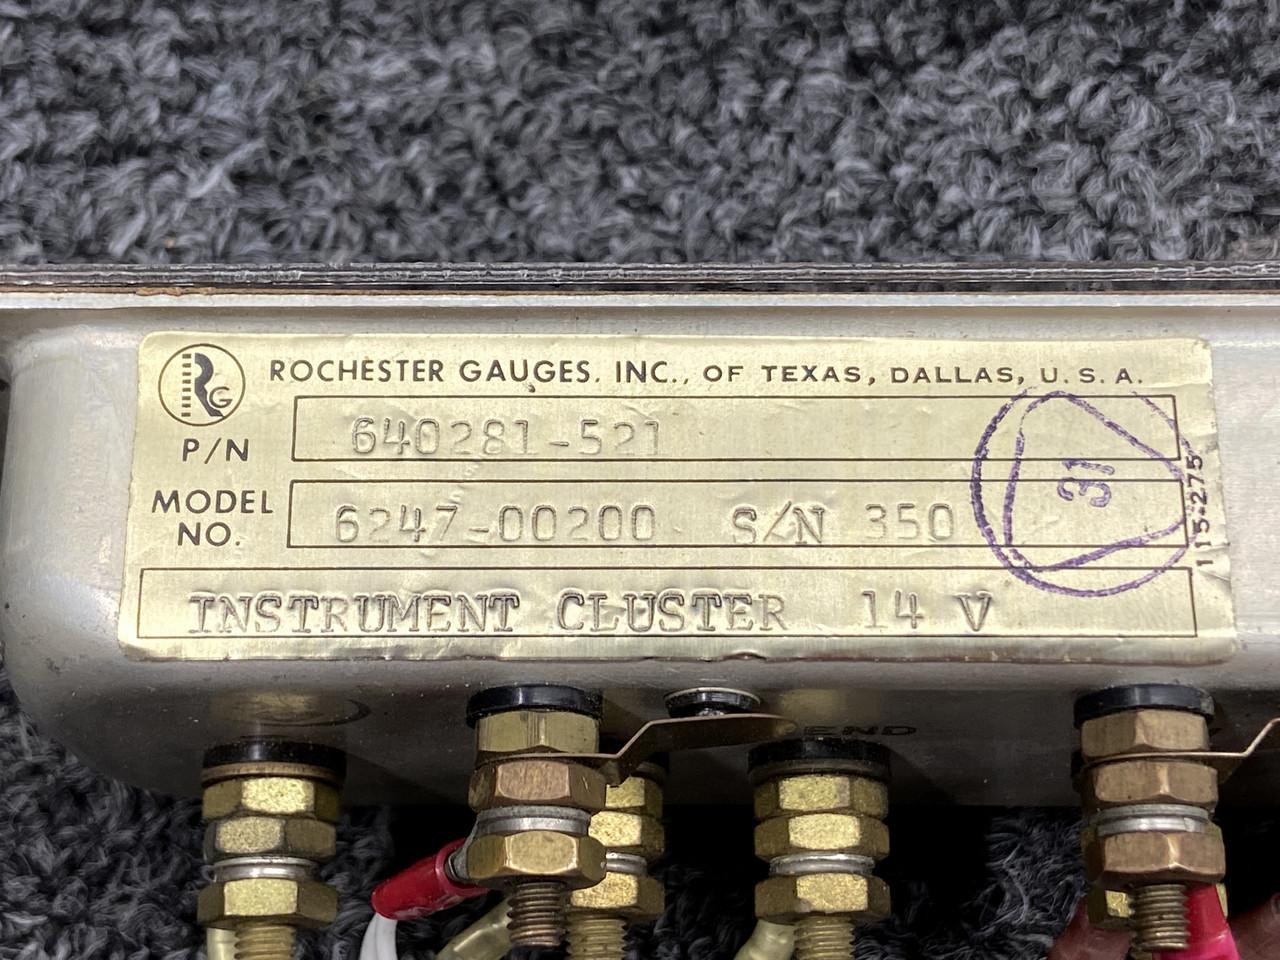 RG
ROCHESTER GAUGES, INC., OF TEXAS, DALLAS, U. S. A.
P/N 640281-521
MODEL NO. 6247-00200 S/N 350
INSTRUMENT CLUSTER 14 V
31
115-275
END